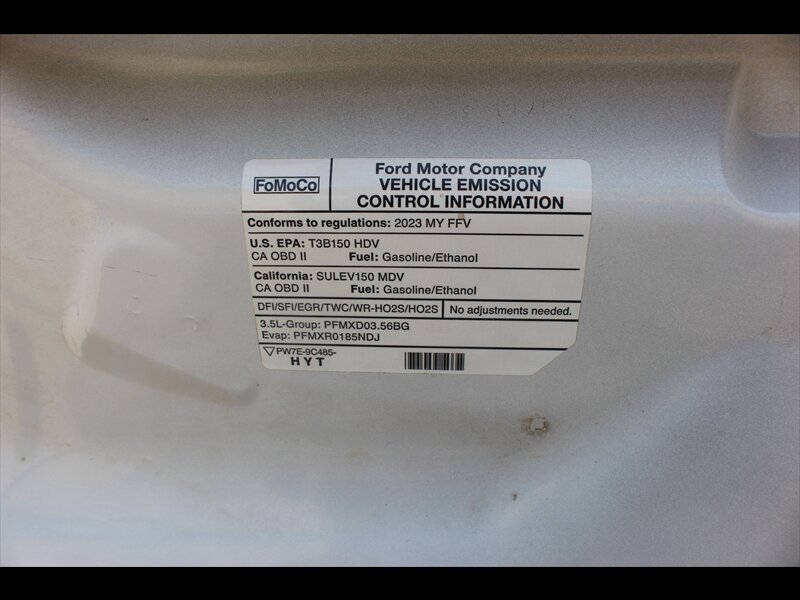 FoMoCo
Ford Motor Company
VEHICLE EMISSION
CONTROL INFORMATION
Conforms to regulations: 2023 MY FFV
U.S. EPA: T3B150 HDV
CA OBD II Fuel: Gasoline/Ethanol
California: SULEV150 MDV
CA OBD II Fuel: Gasoline/Ethanol
DFI/SFI/EGR/TWC/WR-HO2S/HO2S No adjustments needed.
3.5L-Group: PFMXD03.56BG
Evap: PFMXR0185NDJ
PW7E-9C485-
HYT